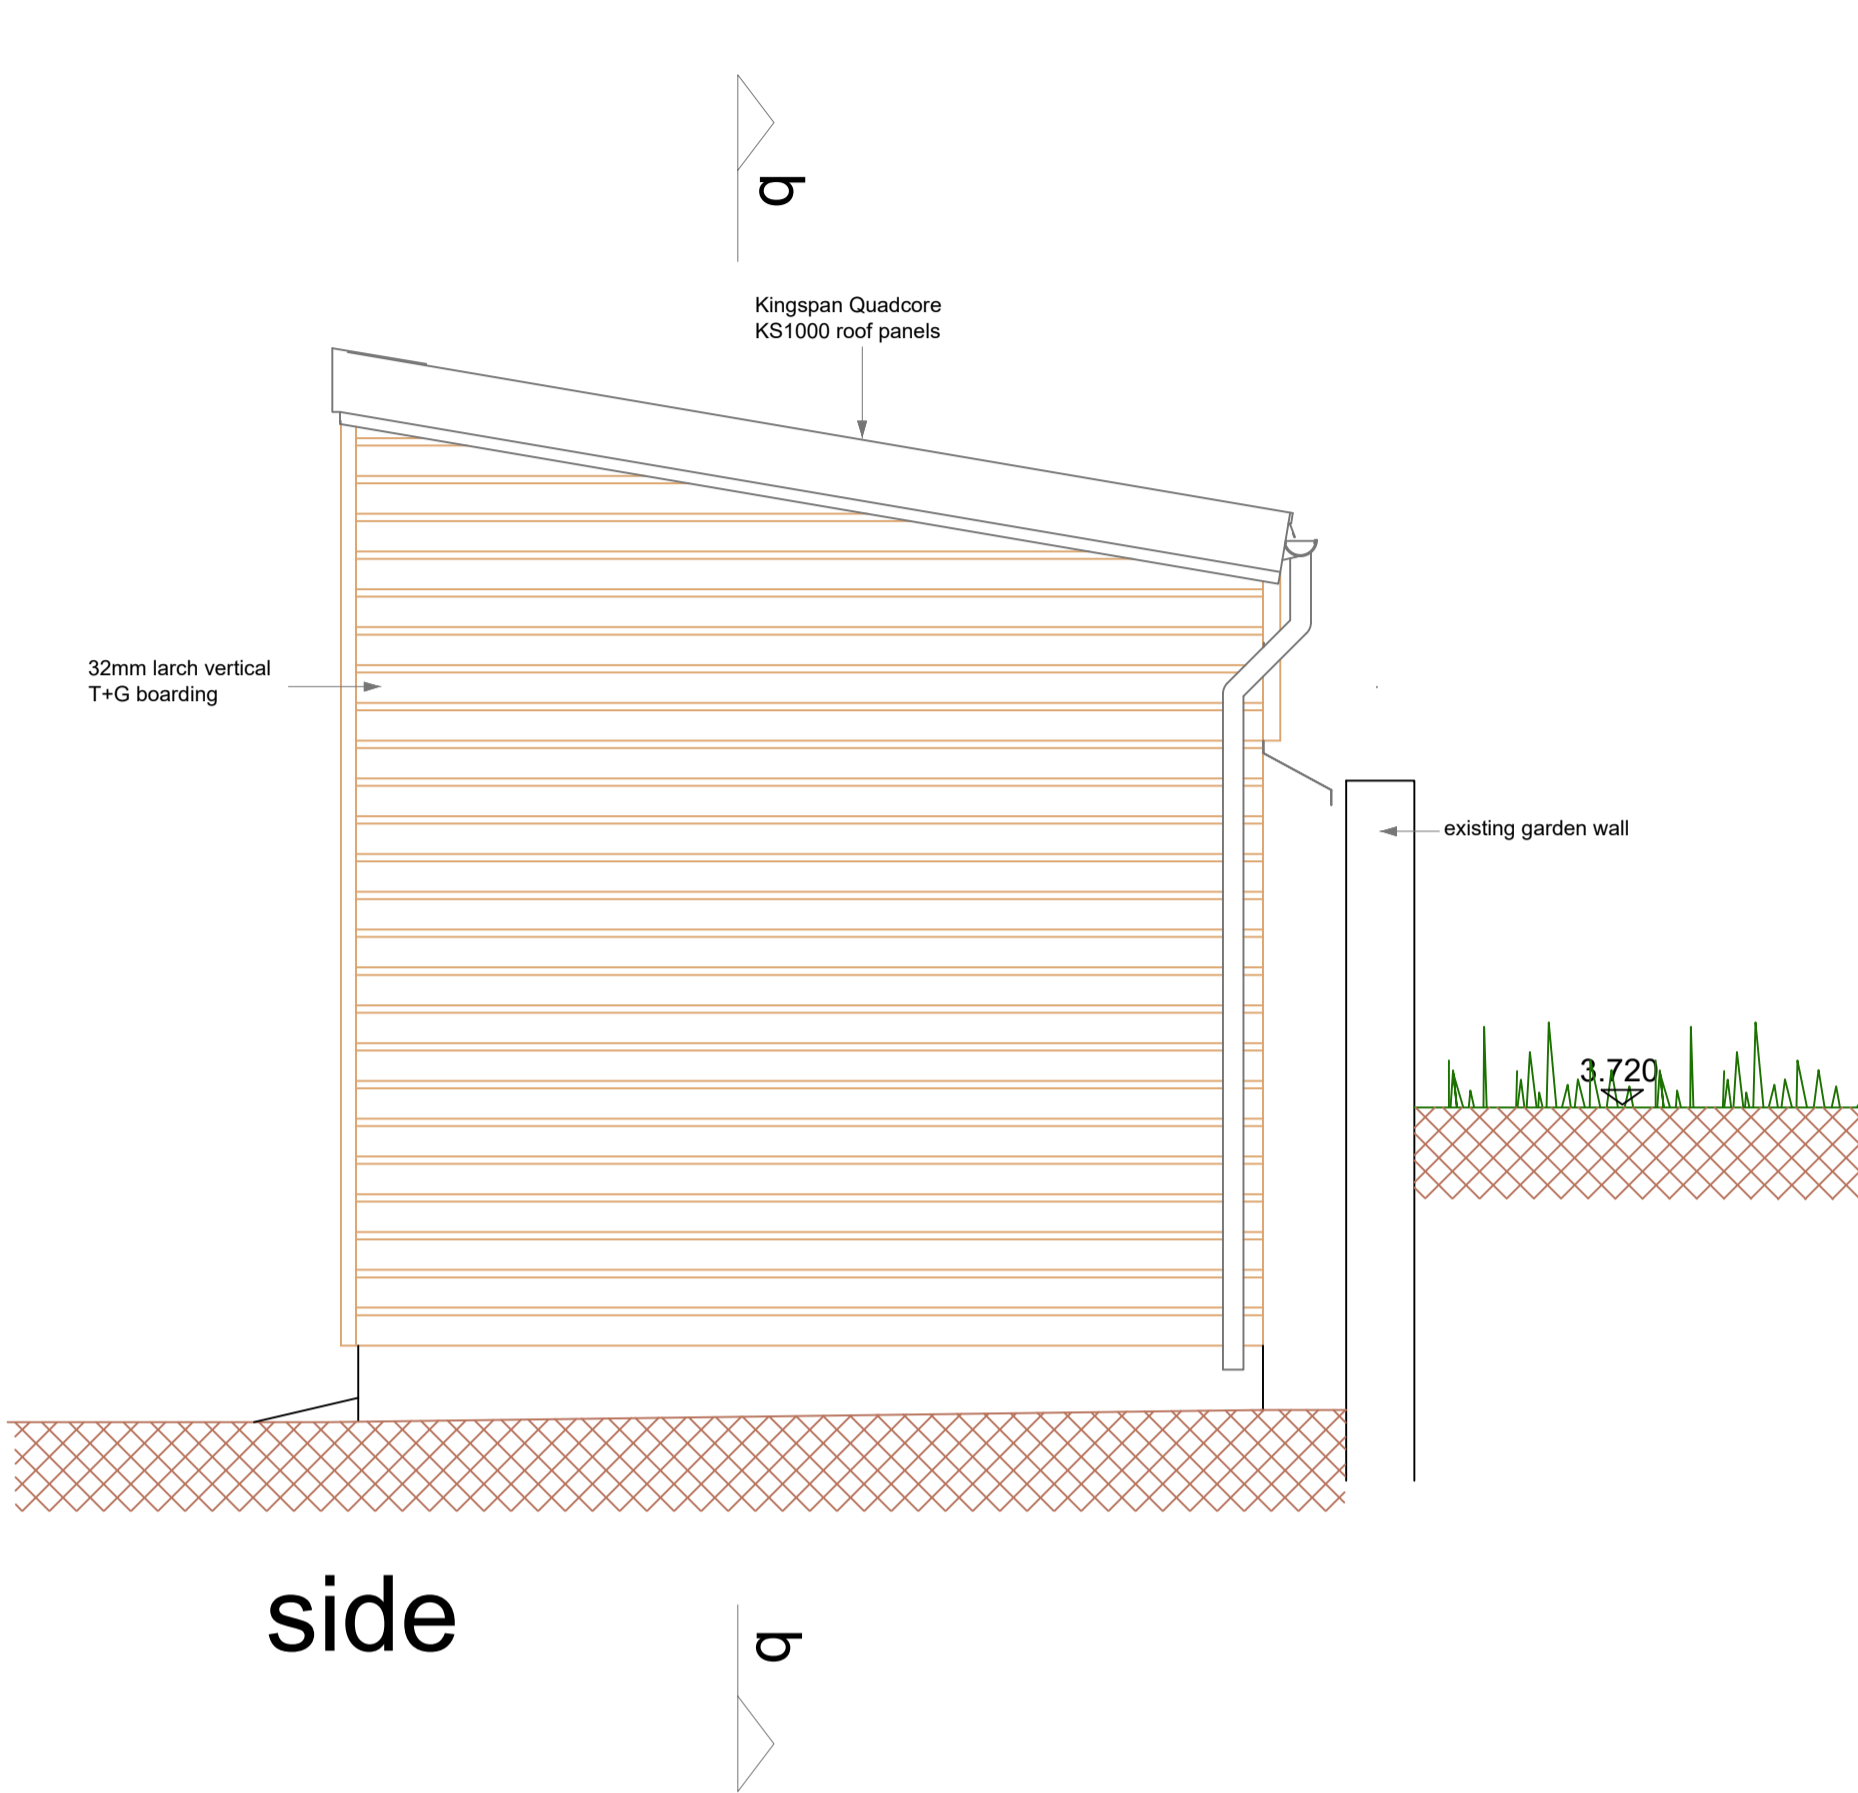 b
Kingspan Quadcore
KS1000 roof panels
32mm larch vertical
T+G boarding
existing garden wall
3.720
side
b